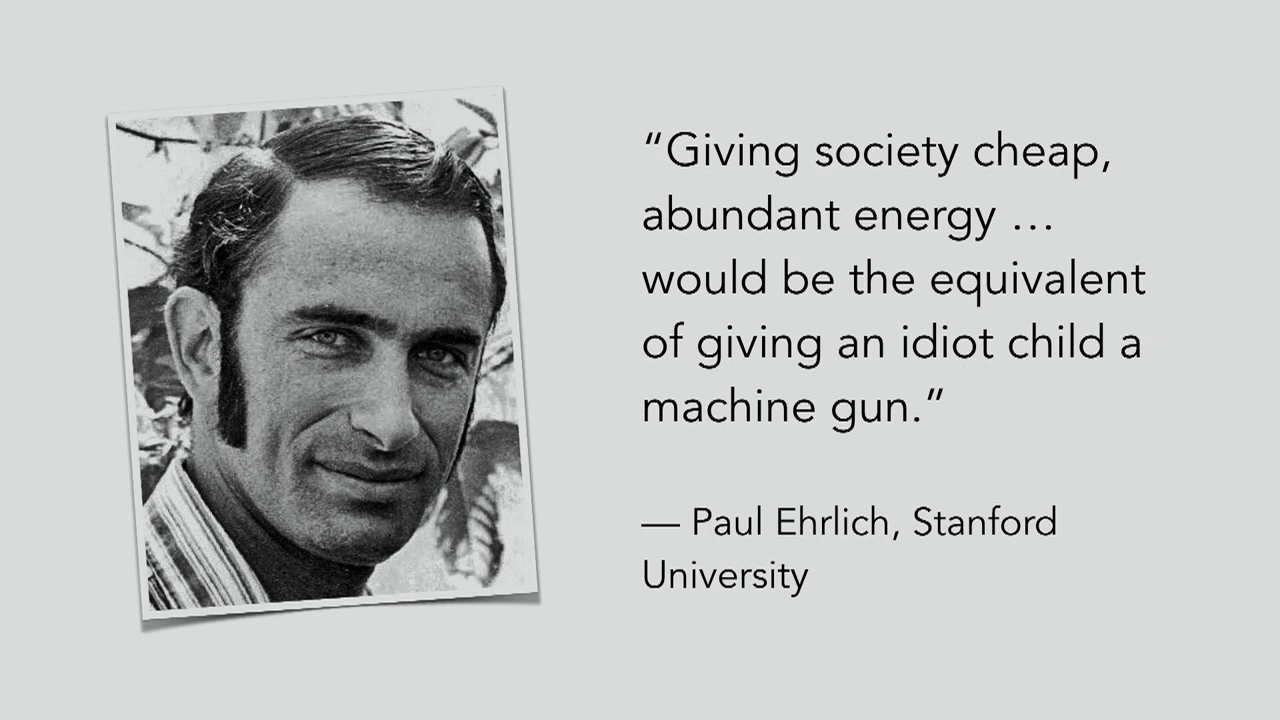 “Giving society cheap,
abundant energy …
would be the equivalent
of giving an idiot child a
machine gun.”
— Paul Ehrlich, Stanford
University